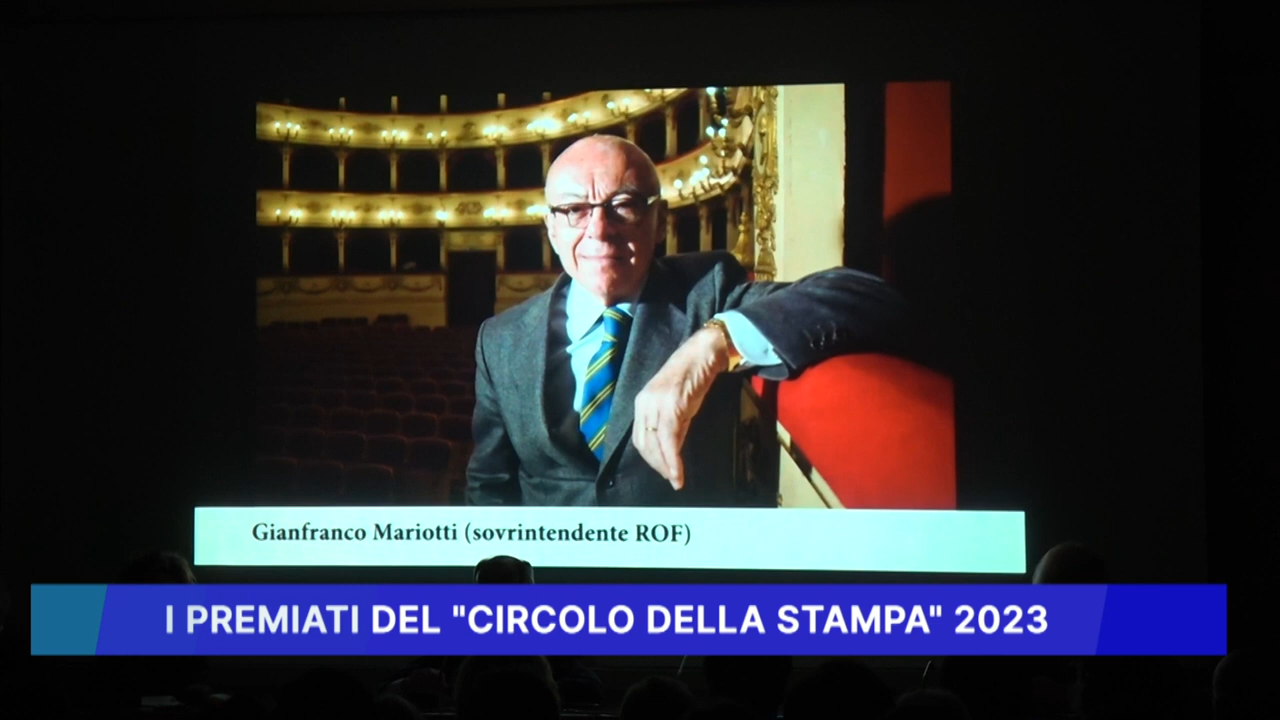 Gianfranco Mariotti (sovrintendente ROF)
I PREMIATI DEL "CIRCOLO DELLA STAMPA" 2023